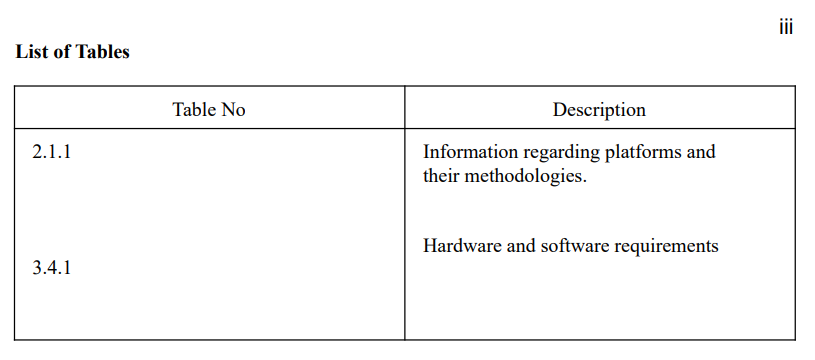 iii
List of Tables
Table No Description
2.1.1 Information regarding platforms and
their methodologies.
Hardware and software requirements
3.4.1